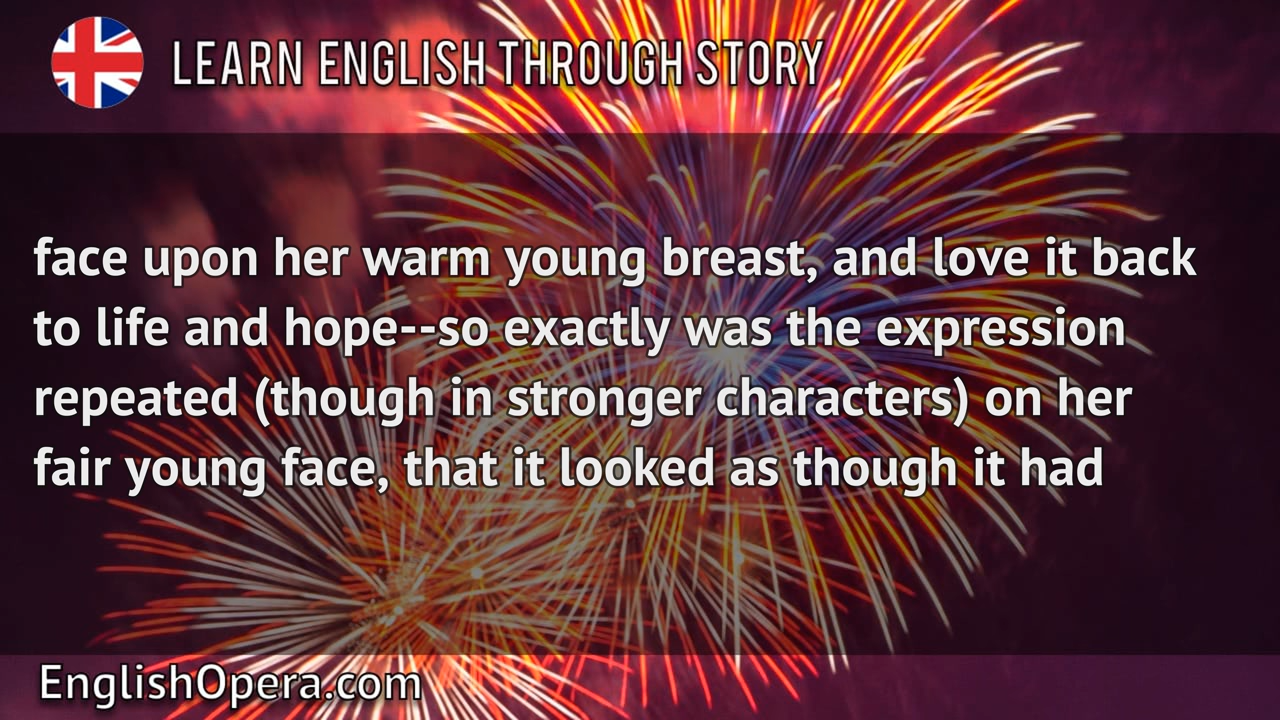 LEARN ENGLISH THROUGH STORY
face upon her warm young breast, and love it back
to life and hope--so exactly was the expression
repeated (though in stronger characters) on her
fair young face, that it looked as though it had
EnglishOpera.com